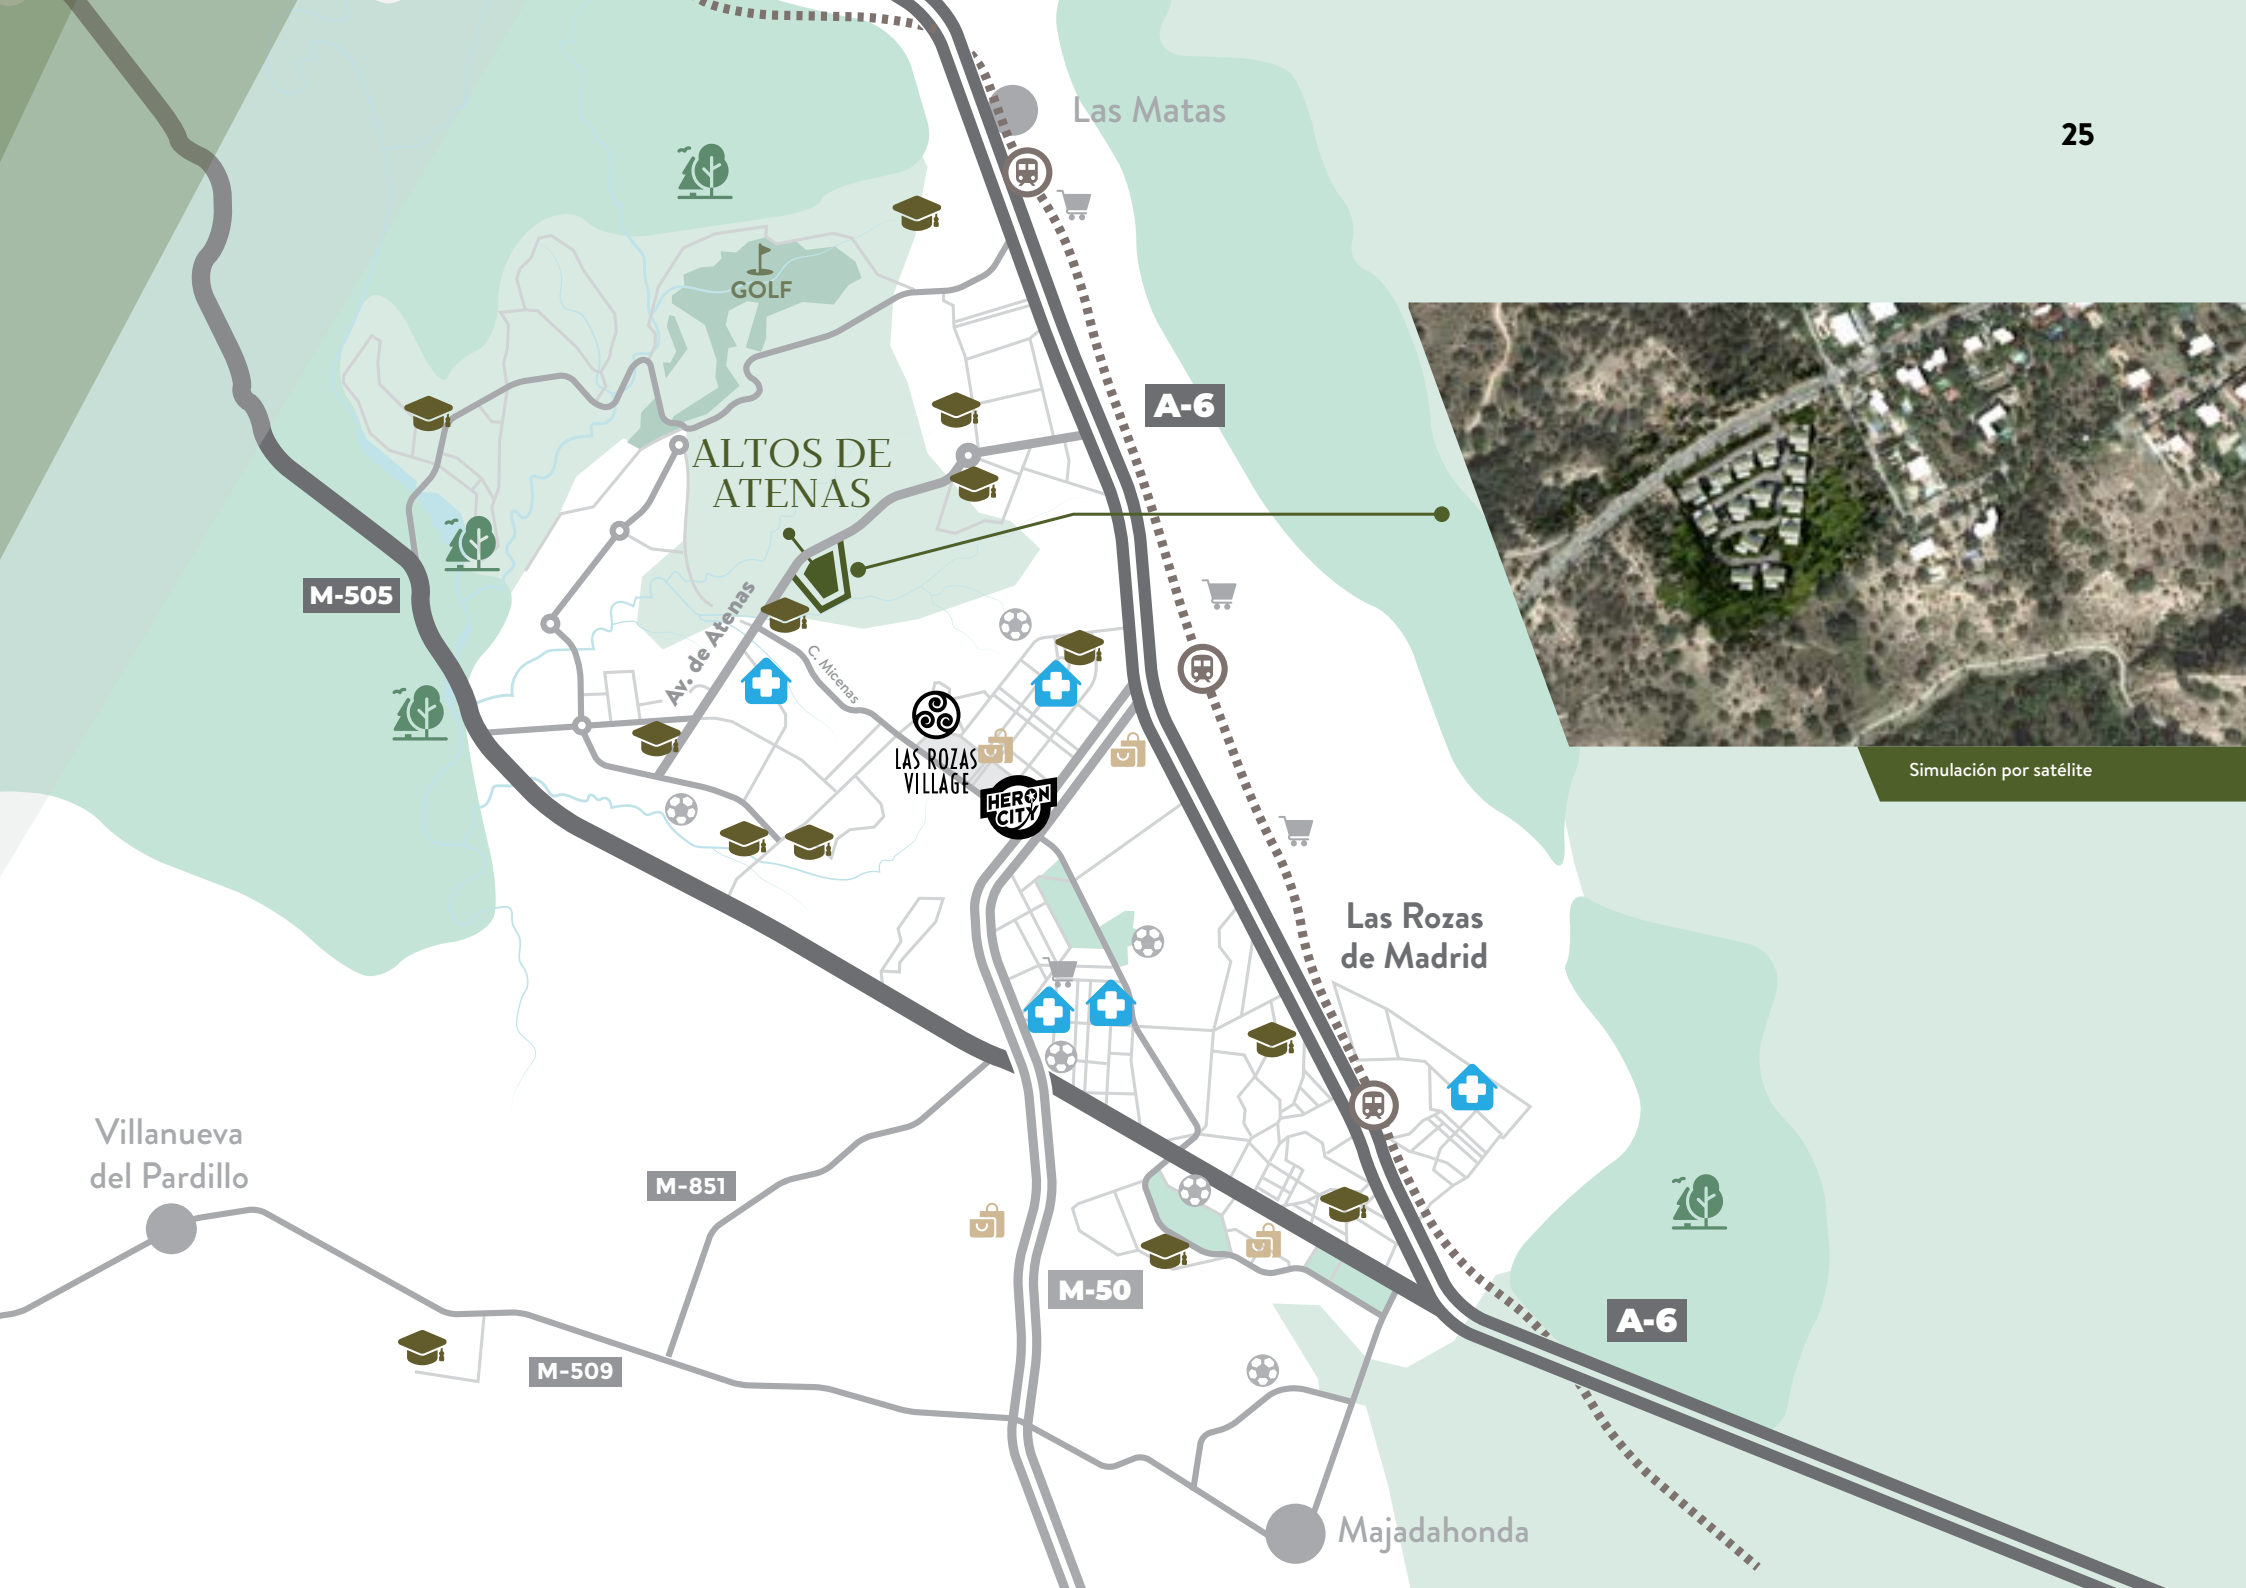 Las Matas
25
GOLF
A-6
ALTOS DE
ATENAS
M-505
Av. de Atenas
C. Micenas
LAS ROZAS
VILLAGE
HERON
CITY
Simulación por satélite
Las Rozas
de Madrid
Villanueva
del Pardillo
M-851
M-50
A-6
M-509
Majadahonda